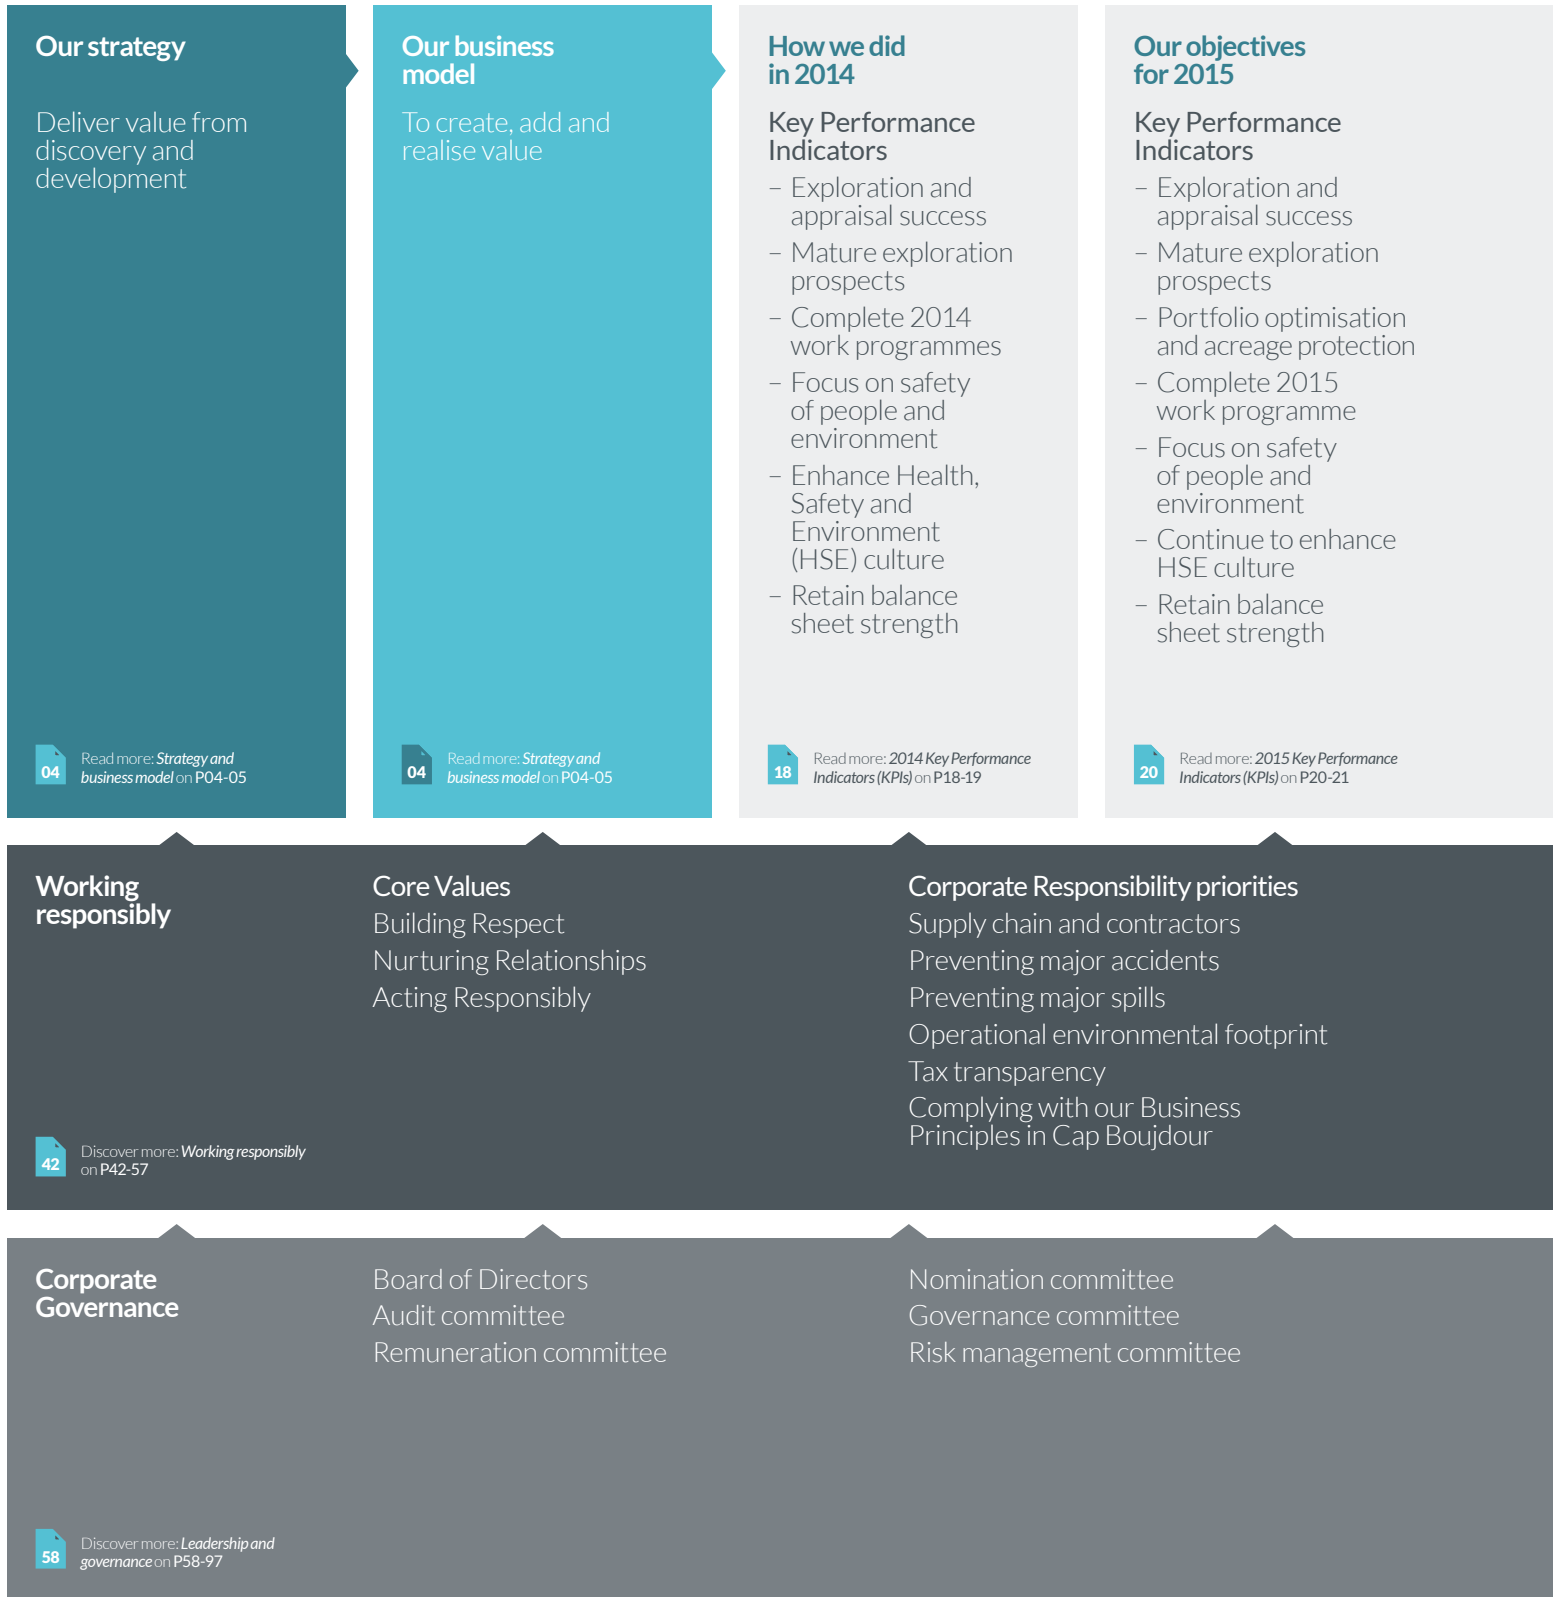 Our strategy
Deliver value from
discovery and
development
04
Read more: Strategy and
business model on P04-05
Our business
model
To create, add and
realise value
04
Read more: Strategy and
business model on P04-05
How we did
in 2014
Key Performance
Indicators
– Exploration and
appraisal success
– Mature exploration
prospects
– Complete 2014
work programmes
– Focus on safety
of people and
environment
– Enhance Health,
Safety and
Environment
(HSE) culture
– Retain balance
sheet strength
18
Read more: 2014 Key Performance
Indicators (KPIs) on P18-19
Our objectives
for 2015
Key Performance
Indicators
– Exploration and
appraisal success
– Mature exploration
prospects
– Portfolio optimisation
and acreage protection
– Complete 2015
work programme
– Focus on safety
of people and
environment
– Continue to enhance
HSE culture
– Retain balance
sheet strength
20
Read more: 2015 Key Performance
Indicators (KPIs) on P20-21
Working
responsibly
42
Discover more: Working responsibly
on P42-57
Core Values
Building Respect
Nurturing Relationships
Acting Responsibly
Corporate Responsibility priorities
Supply chain and contractors
Preventing major accidents
Preventing major spills
Operational environmental footprint
Tax transparency
Complying with our Business
Principles in Cap Boujdour
Corporate
Governance
58
Discover more: Leadership and
governance on P58-97
Board of Directors
Audit committee
Remuneration committee
Nomination committee
Governance committee
Risk management committee